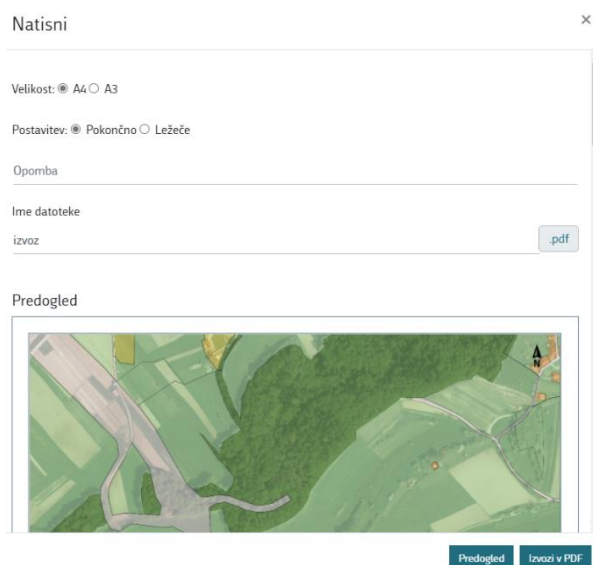 Natisni ×
Velikost: A4 A3
Postavitev: Pokončno Ležeče
Opomba
Ime datoteke
izvoz .pdf
Predogled
N
Predogled Izvozi v PDF